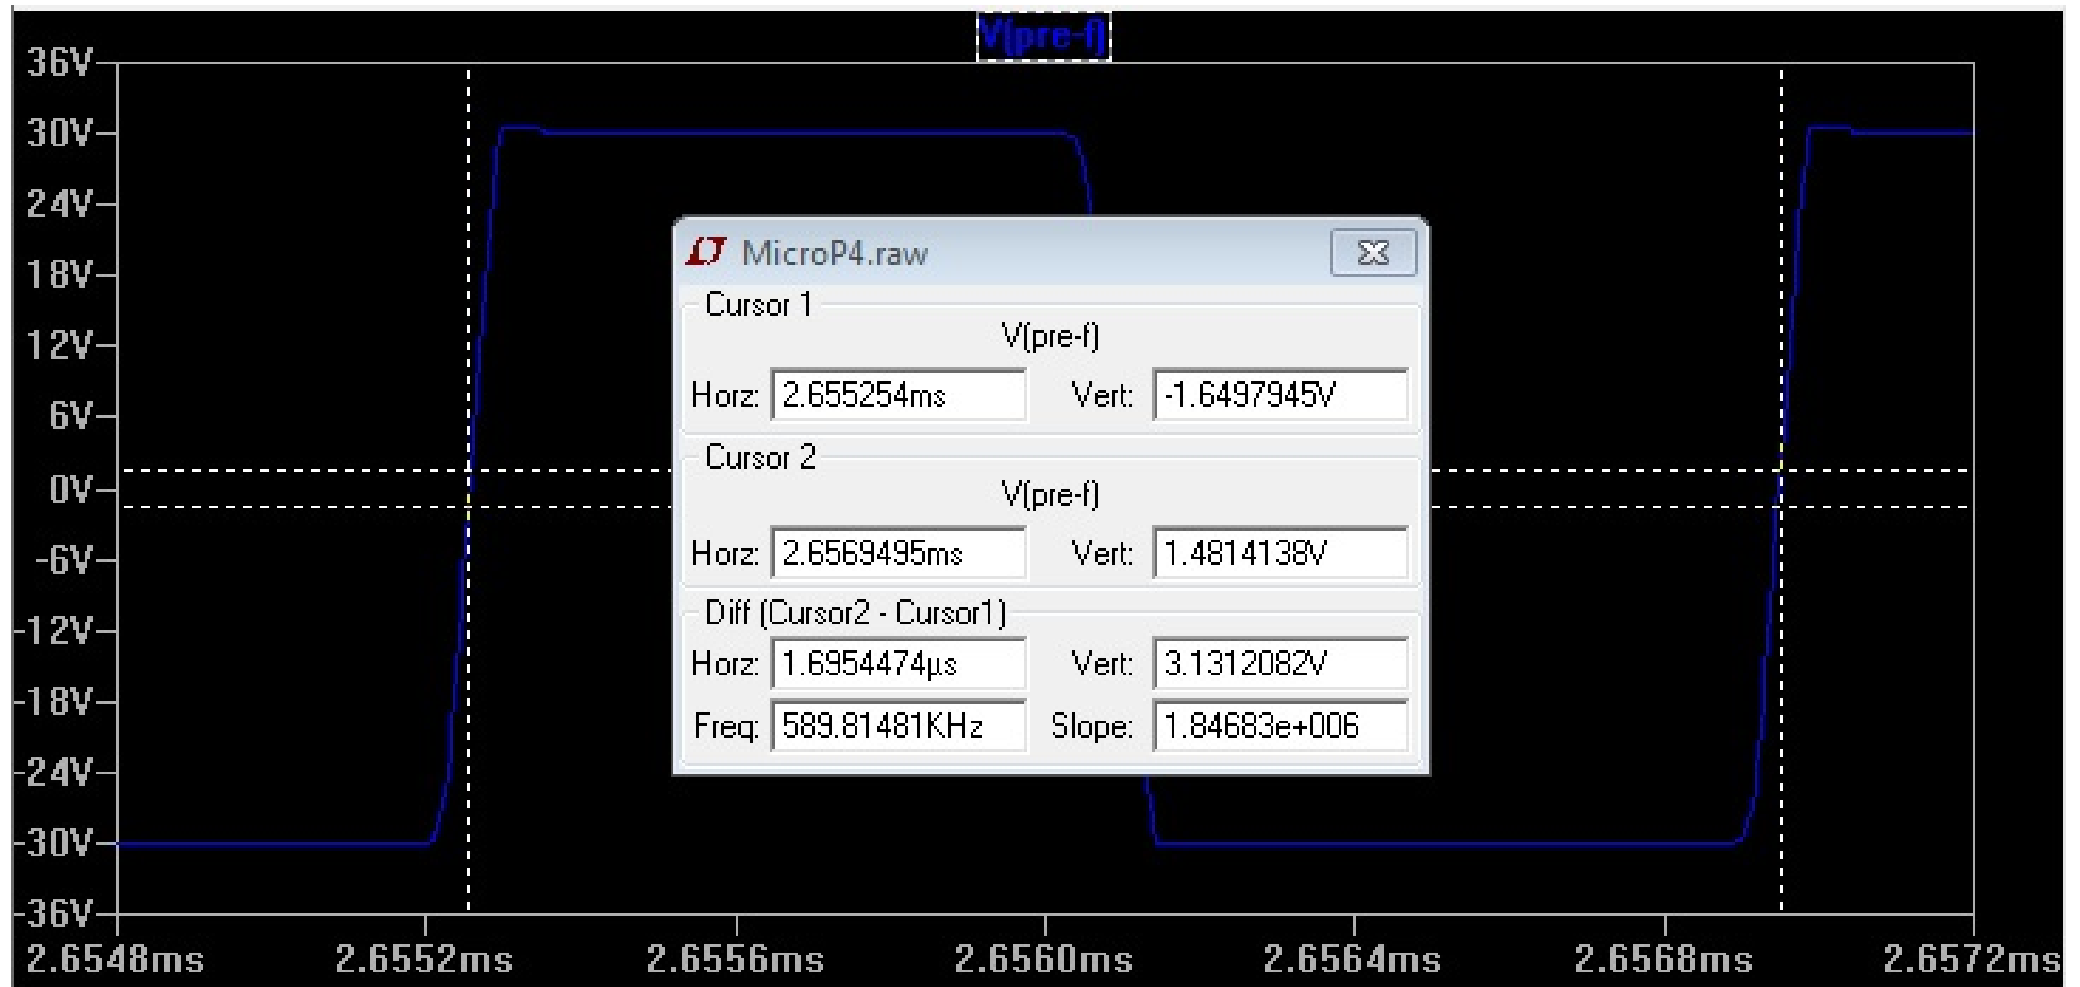 V(pre-f)
36V
30V
24V
18V
12V
6V
0V
-6V
-12V
-18V
-24V
-30V
-36V
MicroP4.raw
Cursor 1
V(pre-f)
Horz: 2.655254ms Vert: -1.6497945V
Cursor 2
V(pre-f)
Horz: 2.6569495ms Vert: 1.4814138V
Diff (Cursor2 - Cursor1)
Horz: 1.6954474µs Vert: 3.1312082V
Freq: 589.81481KHz Slope: 1.84683e+006
2.6548ms 2.6552ms 2.6556ms 2.6560ms 2.6564ms 2.6568ms 2.6572ms